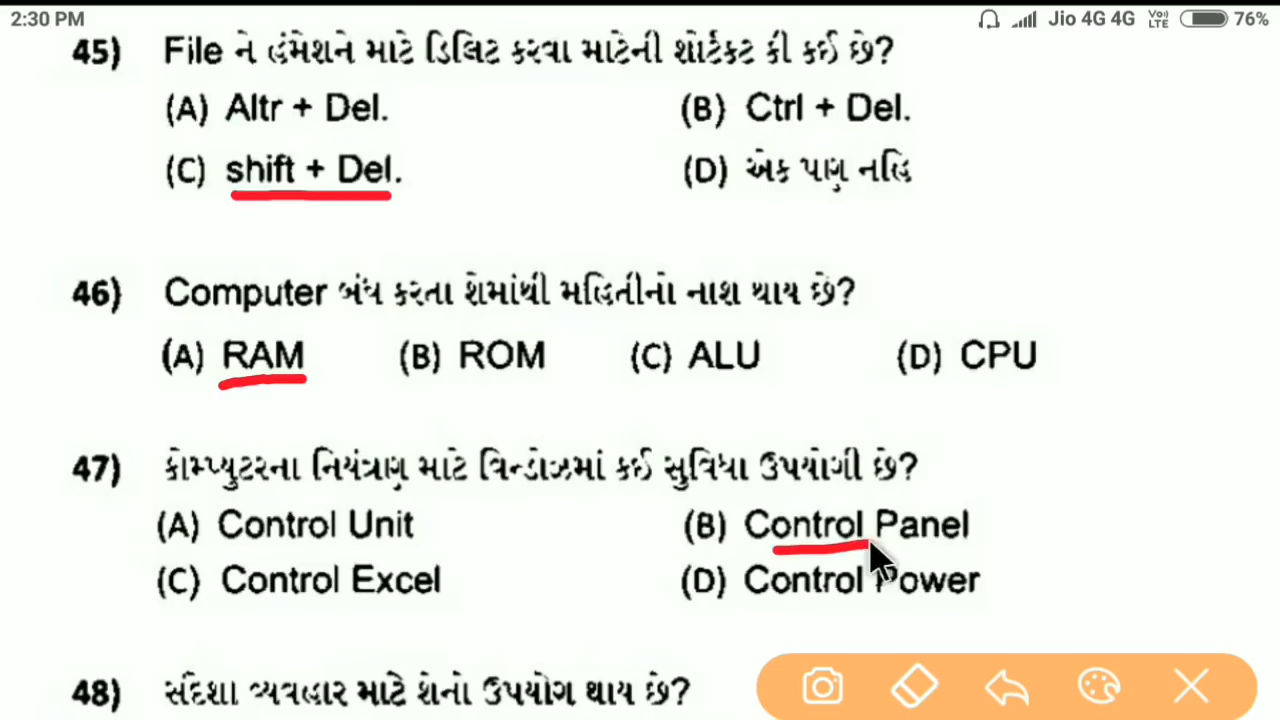 2:30 PM Jio 4G 4G VoLTE 76%
45) File ને હંમેશને માટે ડિલિટ કરવા માટેની શોર્ટકટ કી કઈ છે?
(A) Altr + Del. (B) Ctrl + Del.
(C) shift + Del. (D) એક પણ નહિ
46) Computer બંધ કરતા શેમાંથી મહિતીનો નાશ થાય છે?
(A) RAM (B) ROM (C) ALU (D) CPU
47) કોમ્પ્યુટરના નિયંત્રણ માટે વિન્ડોઝમાં કઈ સુવિધા ઉપયોગી છે?
(A) Control Unit (B) Control Panel
(C) Control Excel (D) Control Power
48) સંદેશા વ્યવહાર માટે શેનો ઉપયોગ થાય છે?